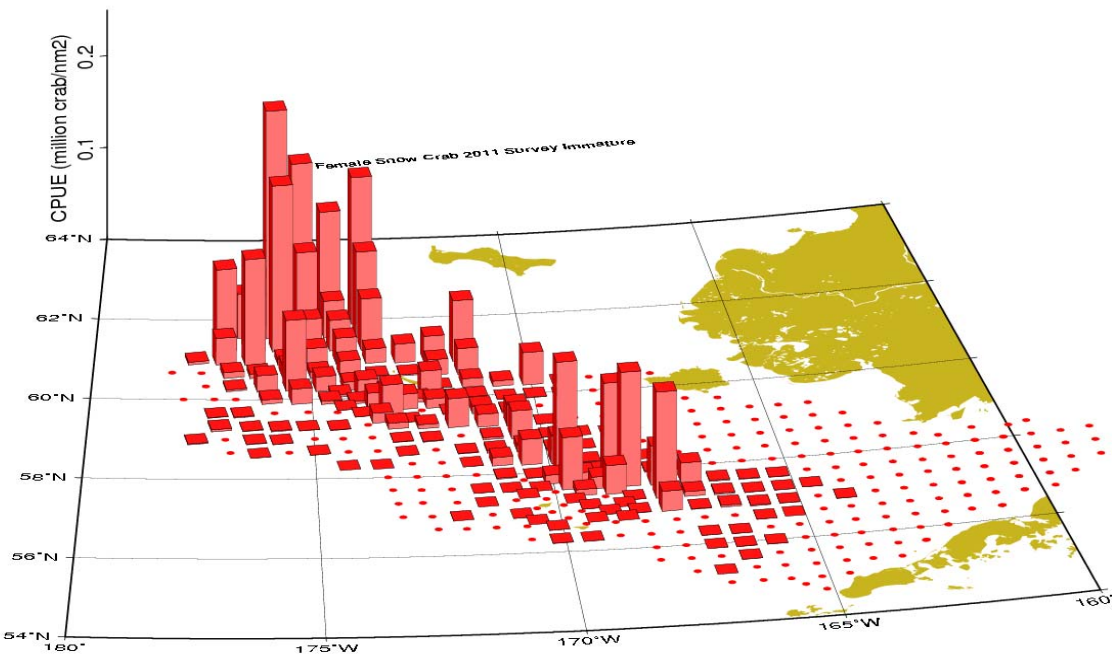 CPUE (million crab/nm2)
0.2
0.1
Female Snow Crab 2011 Survey Immature
64°N
62°N
60°N
58°N
56°N
54°N
180°
175°W
170°W
165°W
160°